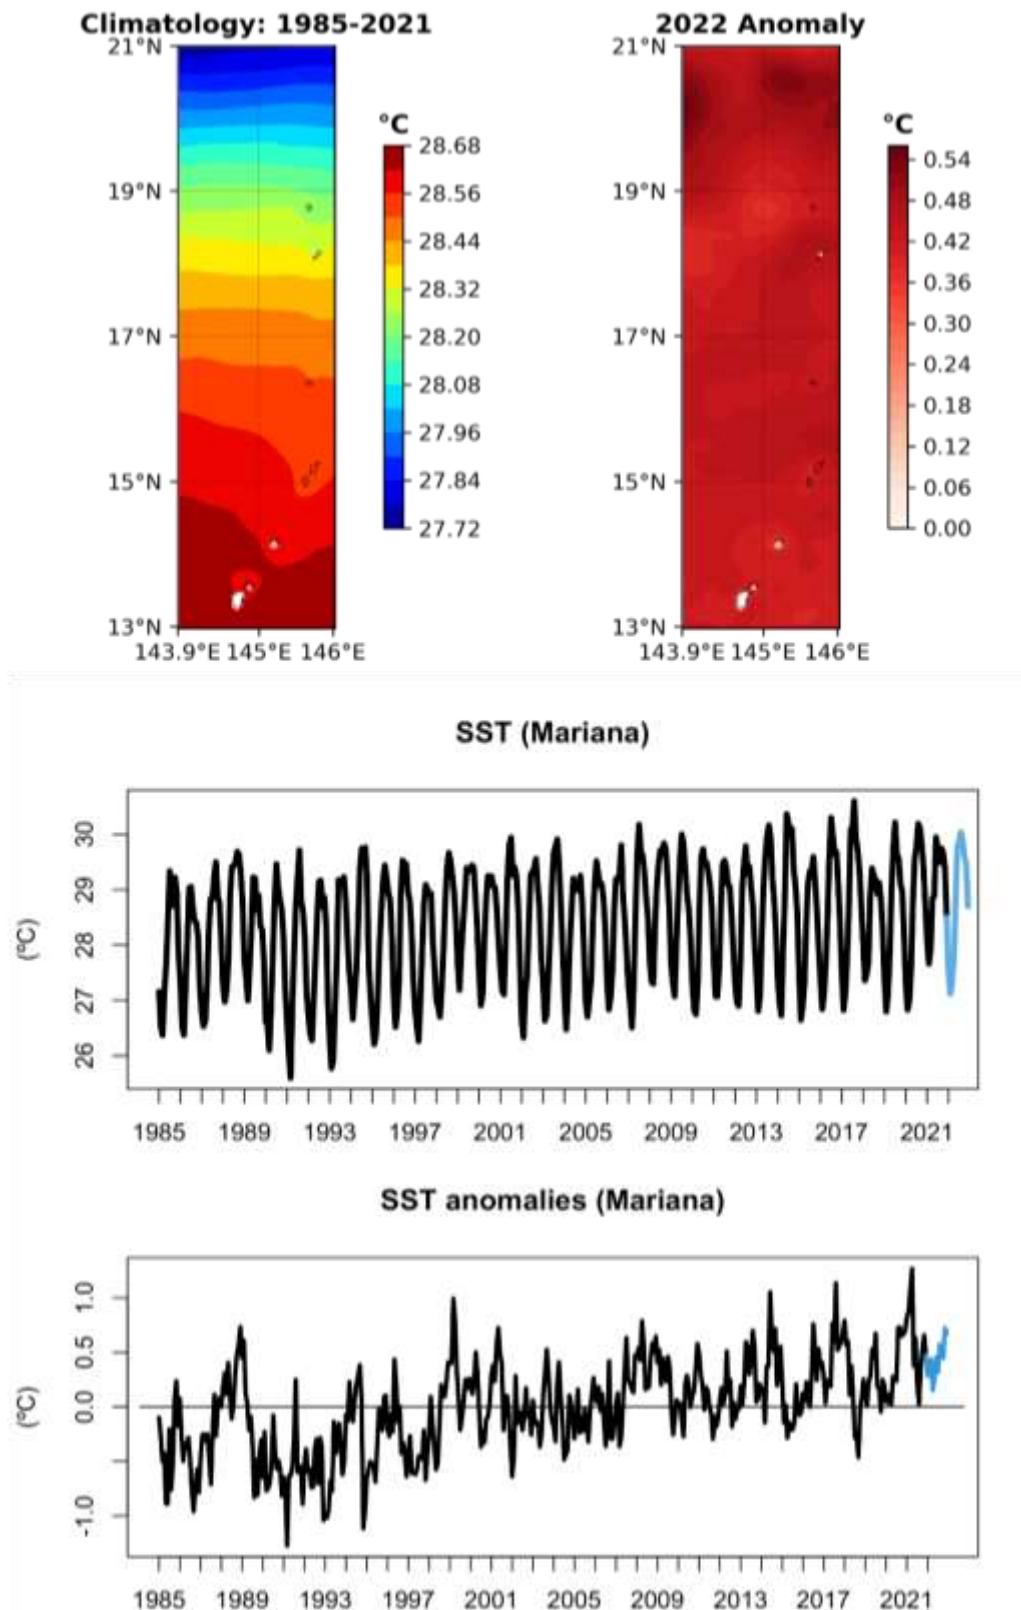 Climatology: 1985-2021
21°N
19°N
17°N
15°N
13°N
143.9°E 145°E 146°E
°C
28.68
28.56
28.44
28.32
28.20
28.08
27.96
27.84
27.72
2022 Anomaly
21°N
19°N
17°N
15°N
13°N
143.9°E 145°E 146°E
°C
0.54
0.48
0.42
0.36
0.30
0.24
0.18
0.12
0.06
0.00
SST (Mariana)
(°C)
30
29
28
27
26
1985 1989 1993 1997 2001 2005 2009 2013 2017 2021
SST anomalies (Mariana)
(°C)
1.0
0.5
0.0
-1.0
1985 1989 1993 1997 2001 2005 2009 2013 2017 2021